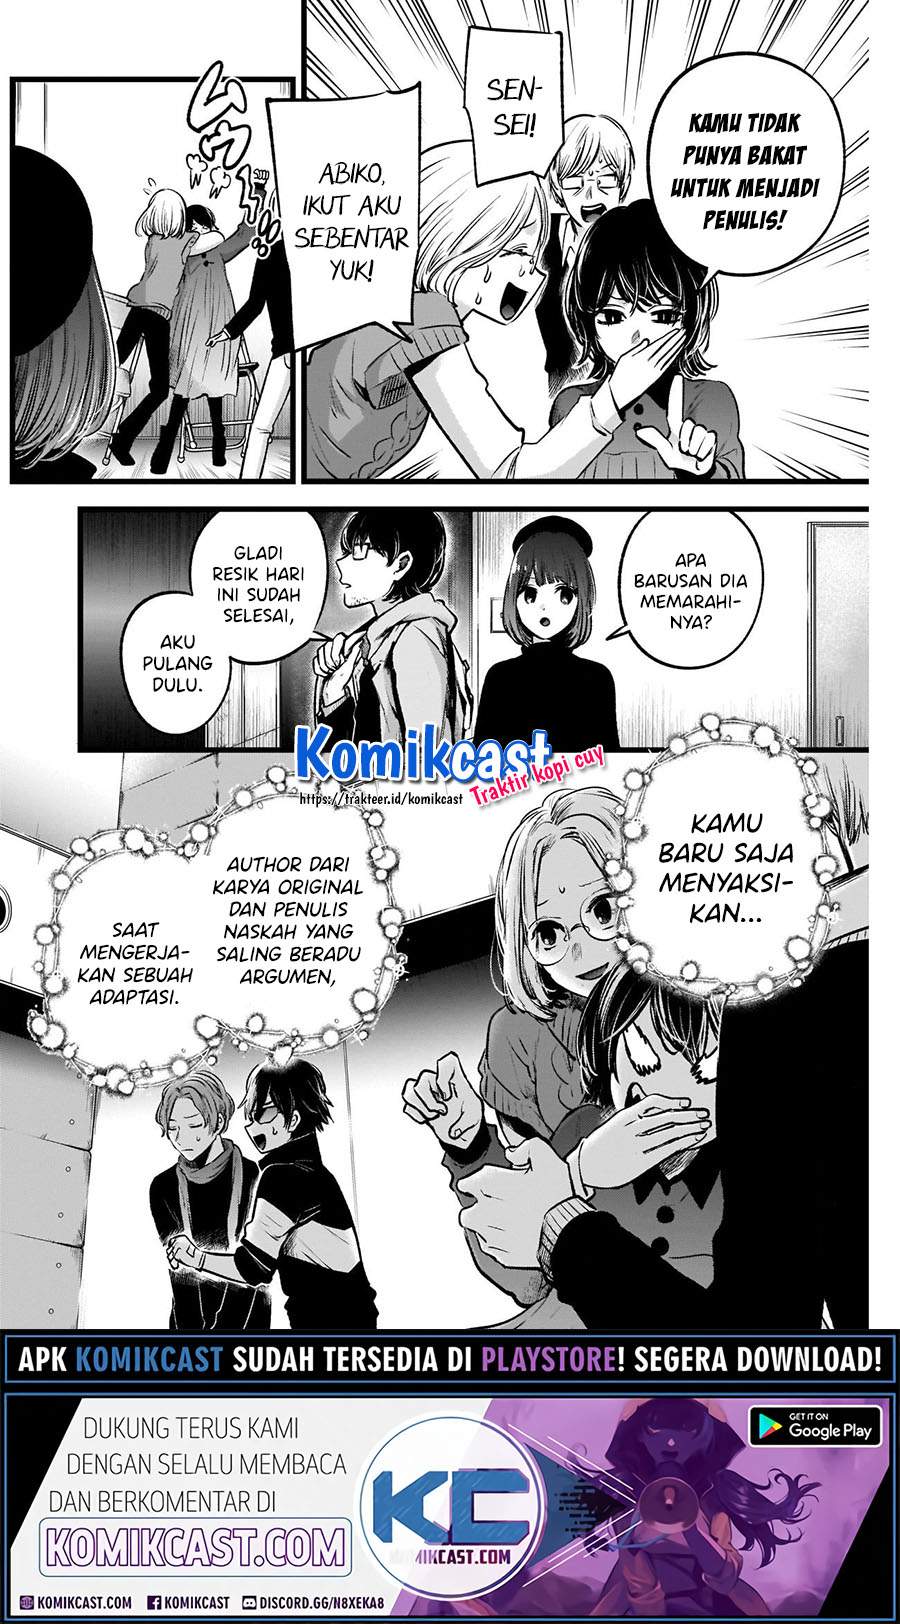 KAMU TIDAK
PUNYA BAKAT
UNTUK MENJADI
PENULIS!
SEN-
SEI!
ABIKO,
IKUT AKU
SEBENTAR
YUK!
ムゥ
APA
BARUSAN DIA
MEMARAHI-
NYA?
GLADI
RESIK HARI
INI SUDAH
SELESAI,
AKU
PULANG
DULU.
Komikcast
https://trakteer.id/komikcast
Traktir kopi cuy
KAMU
BARU SAJA
MENYAKSI-
KAN...
AUTHOR DARI
KARYA ORIGINAL
DAN PENULIS
NASKAH YANG
SALING BERADU
ARGUMEN,
SAAT
MENGERJA-
KAN SEBUAH
ADAPTASI.
APK KOMIKCAST SUDAH TERSEDIA DI PLAYSTORE! SEGERA DOWNLOAD!
DUKUNG TERUS KAMI
DENGAN SELALU MEMBACA
DAN BERKOMENTAR DI
KOMIKCAST.COM
KC
KOMIKCAST.COM
GET IT ON
Google Play
KOMIKCAST.COM
KOMIKCAST
DISCORD.GG/N8XEKA8